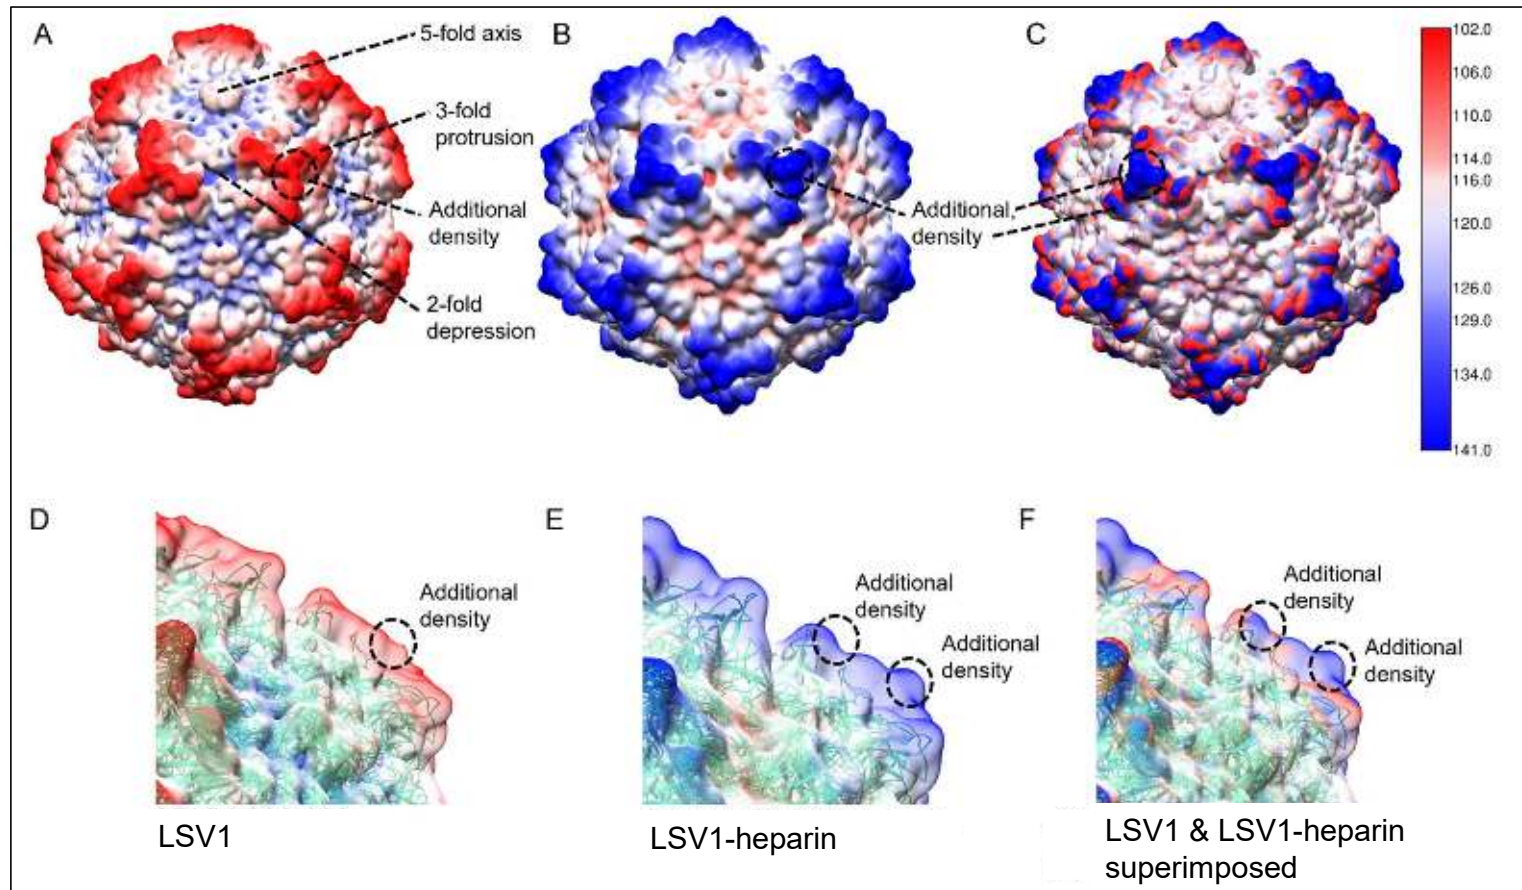 A
5-fold axis
3-fold
protrusion
Additional
density
2-fold
depression
B
Additional,
density
C
102.0
106.0
110.0
114.0
116.0
120.0
126.0
129.0
134.0
141.0
D
Additional
density
LSV1
E
Additional
density
Additional
density
LSV1-heparin
F
Additional
density
Additional
density
LSV1 & LSV1-heparin
superimposed